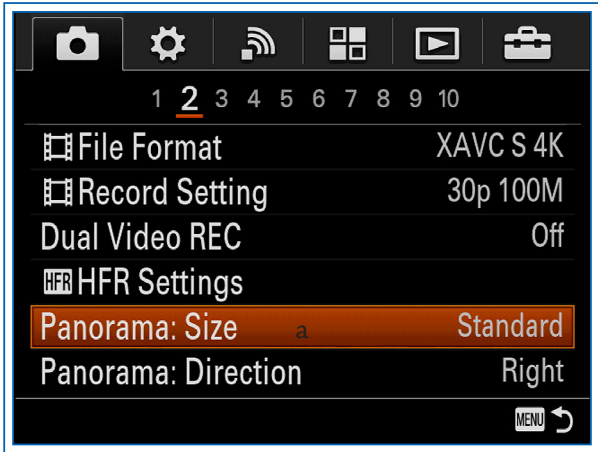 1 2 3 4 5 6 7 8 9 10
File Format XAVC S 4K
Record Setting 30p 100M
Dual Video REC Off
HFR HFR Settings
Panorama: Size a Standard
Panorama: Direction Right
MENU